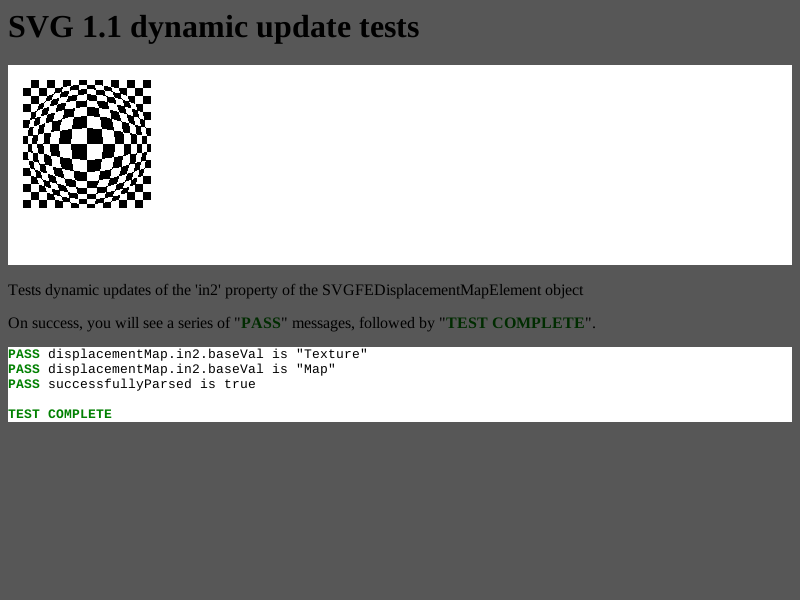 SVG 1.1 dynamic update tests
Tests dynamic updates of the 'in2' property of the SVGFEDisplacementMapElement object
On success, you will see a series of "PASS" messages, followed by "TEST COMPLETE".
PASS displacementMap.in2.baseVal is "Texture"
PASS displacementMap.in2.baseVal is "Map"
PASS successfullyParsed is true
TEST COMPLETE